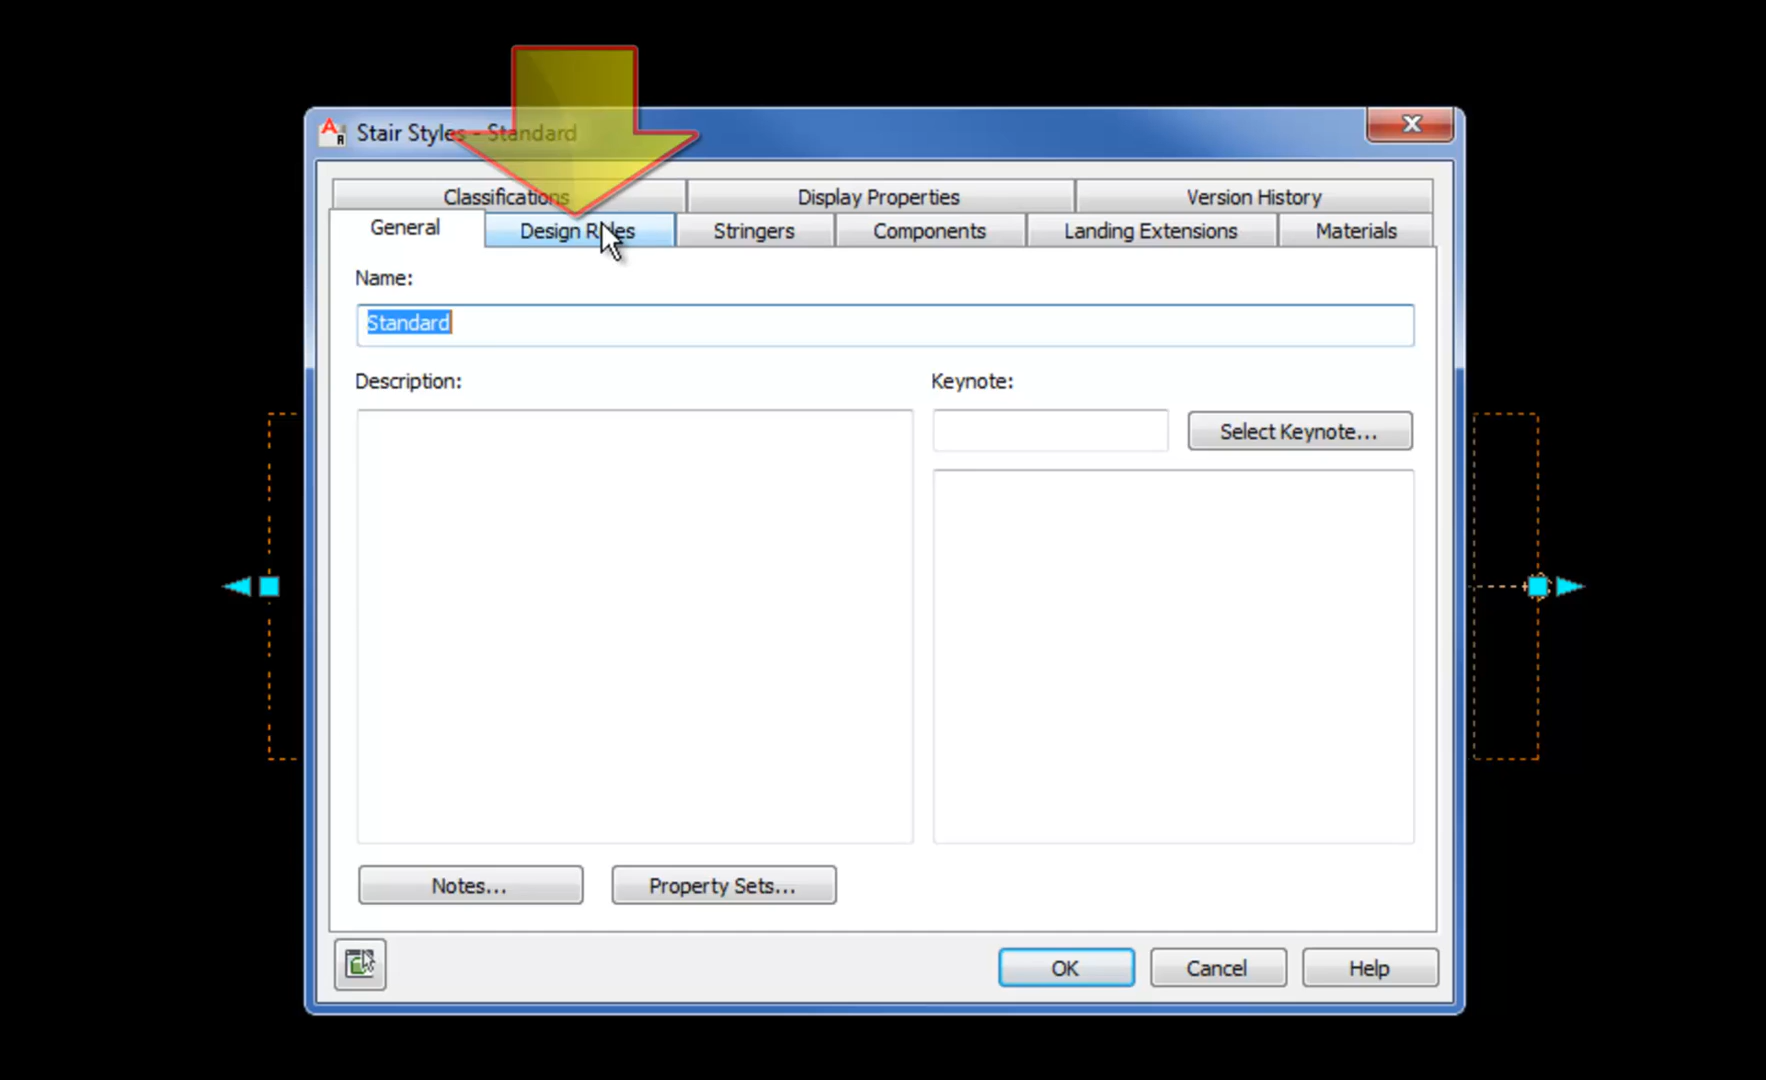 Stair Styles - Standard
Classifications Display Properties Version History
General Design Rules Stringers Components Landing Extensions Materials
Name:
Standard
Description: Keynote:
Select Keynote...
Notes... Property Sets...
OK Cancel Help